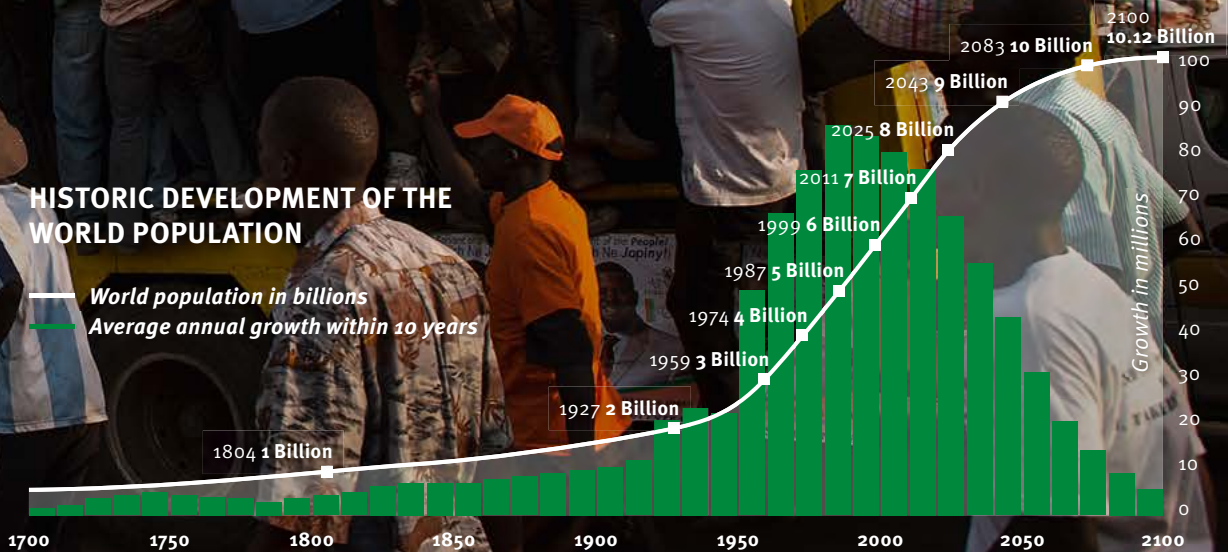 2100
10.12 Billion
2083 10 Billion
2043 9 Billion
2025 8 Billion
2011 7 Billion
1999 6 Billion
1987 5 Billion
1974 4 Billion
1959 3 Billion
1927 2 Billion
1804 1 Billion
HISTORIC DEVELOPMENT OF THE
WORLD POPULATION
World population in billions
Average annual growth within 10 years
Growth in millions
100
90
80
70
60
50
40
30
20
10
0
1700 1750 1800 1850 1900 1950 2000 2050 2100